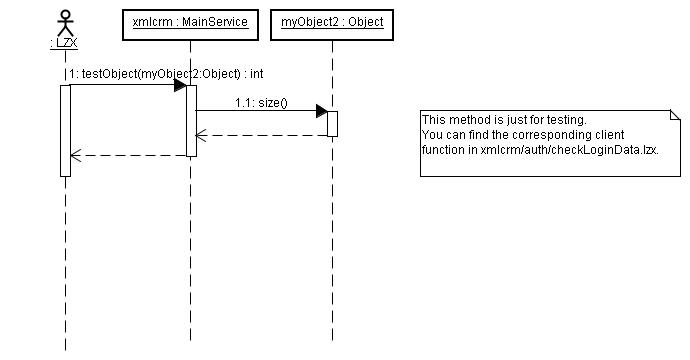 : LZX
xmlcrm : MainService
myObject2 : Object
1: testObject(myObject2:Object) : int
1.1: size()
This method is just for testing.
You can find the corresponding client
function in xmlcrm/auth/checkLoginData.lzx.